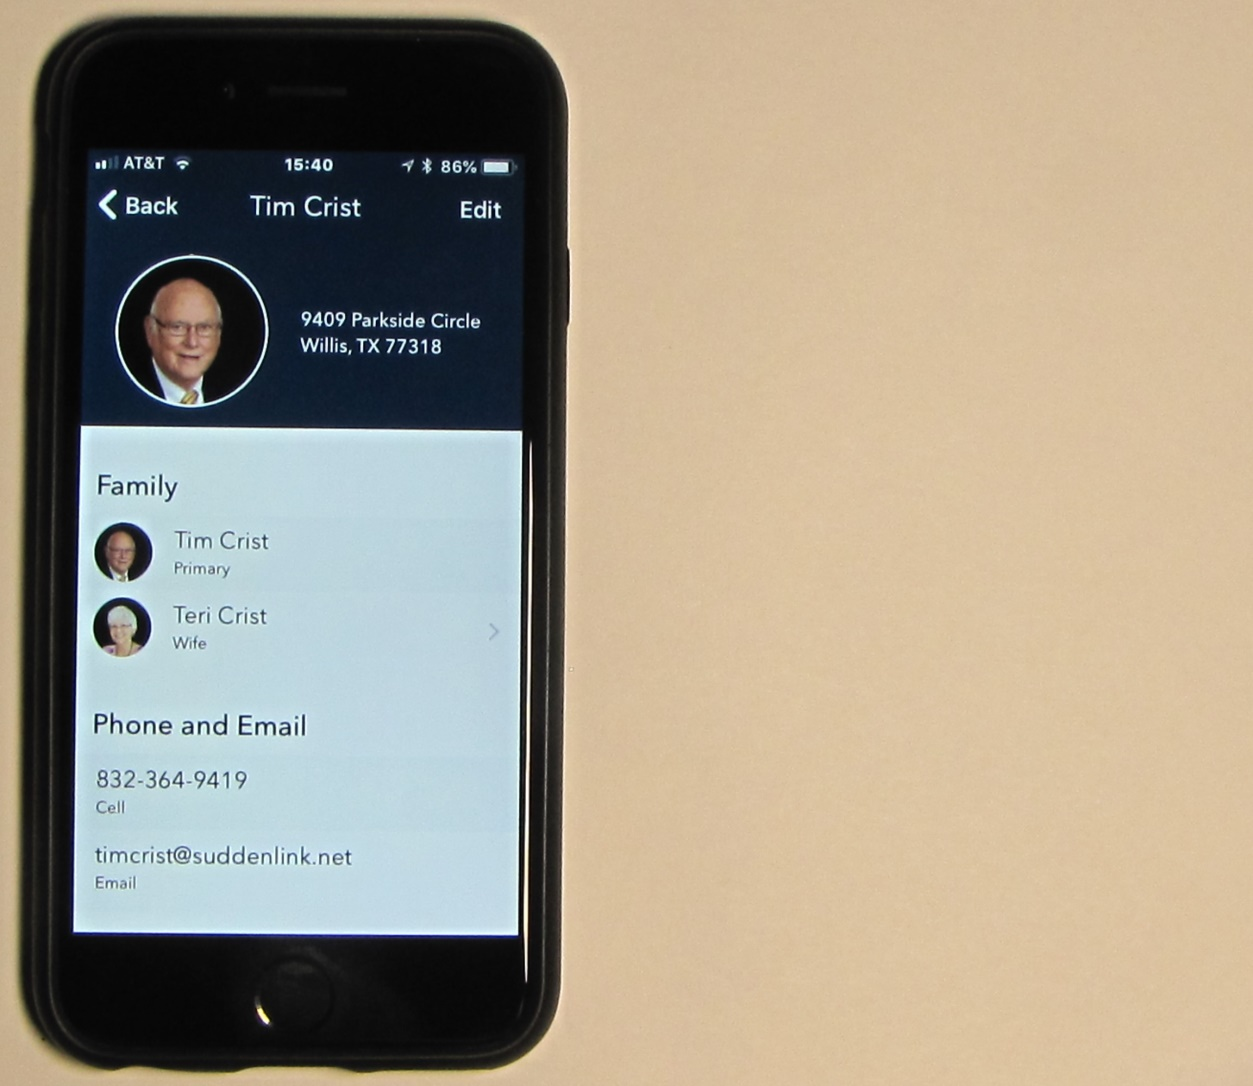 AT&T 15:40 86%
Back Tim Crist Edit
9409 Parkside Circle
Willis, TX 77318
Family
Tim Crist
Primary
Teri Crist
Wife
Phone and Email
832-364-9419
Cell
timcrist@suddenlink.net
Email